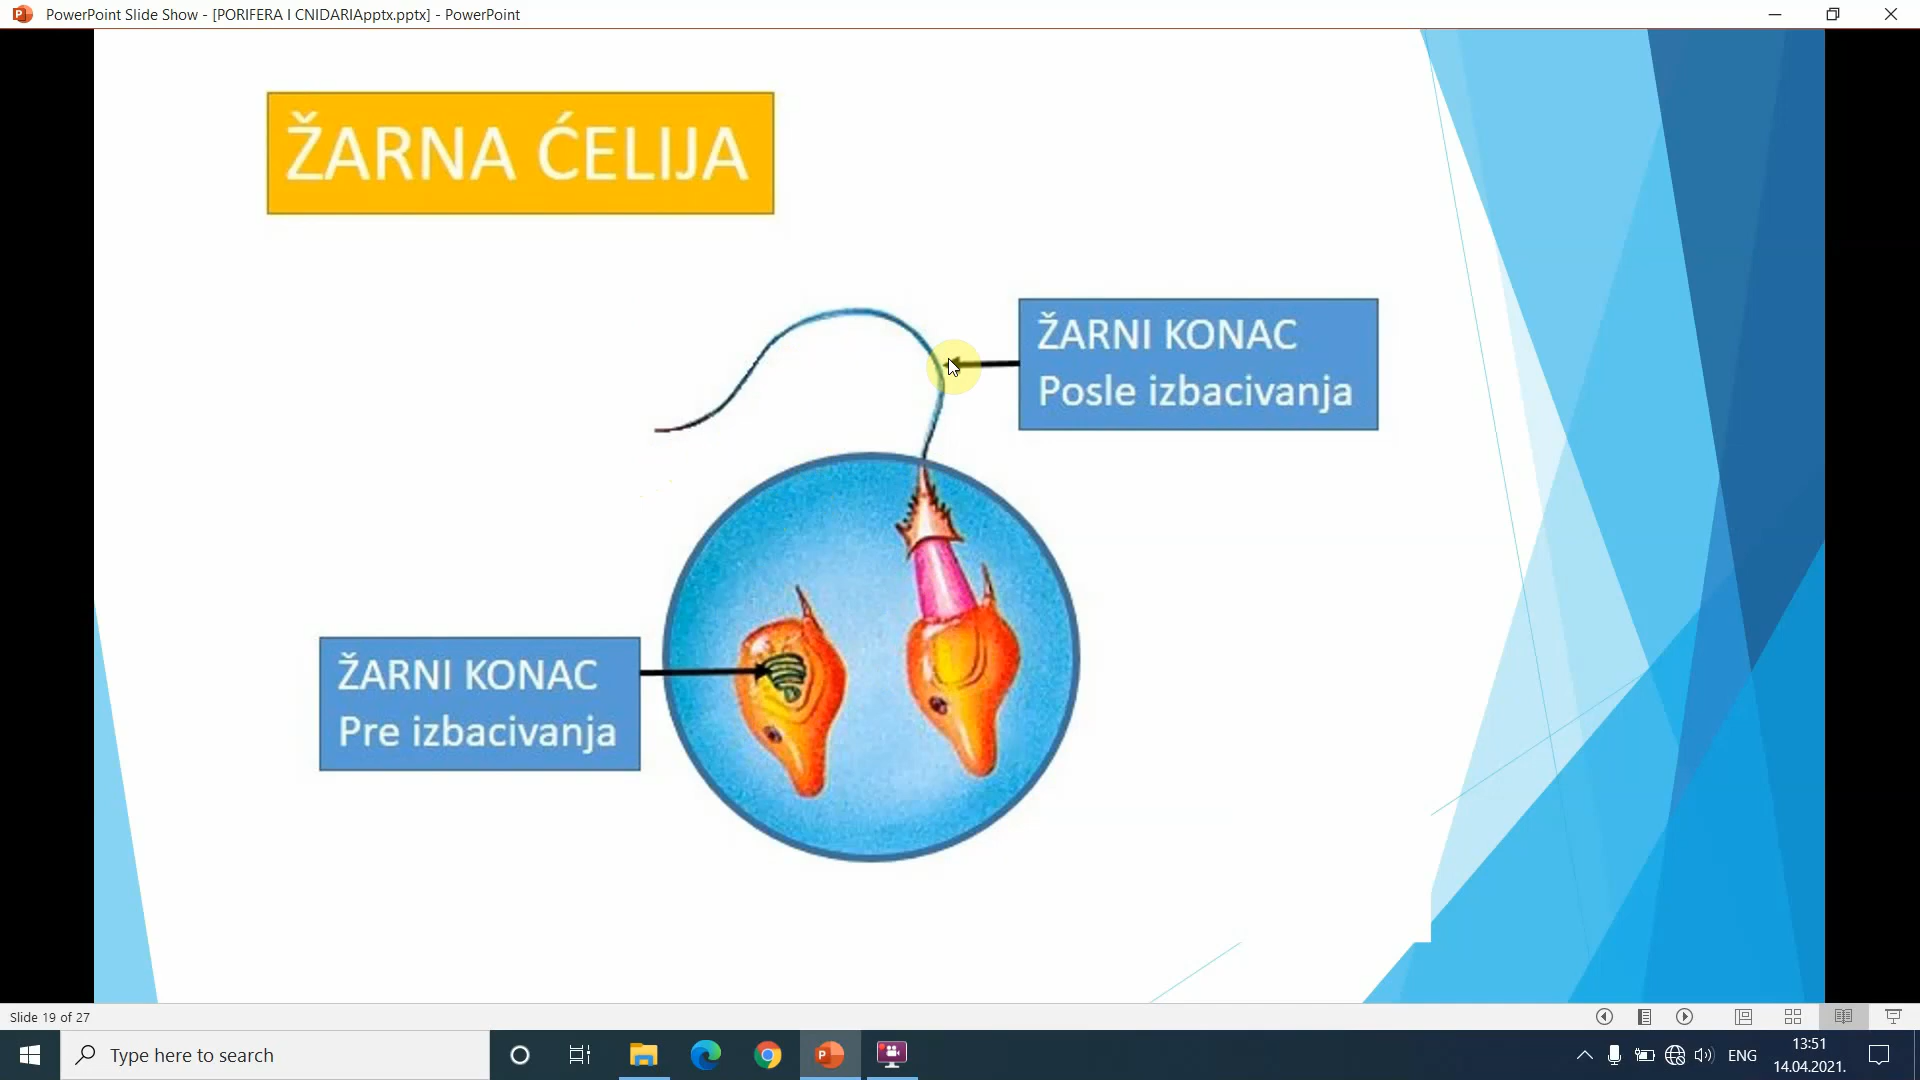 PowerPoint Slide Show - [PORIFERA I CNIDARIApptx.pptx] - PowerPoint
ŽARNA ĆELIJA
ŽARNI KONAC
Posle izbacivanja
ŽARNI KONAC
Pre izbacivanja
Slide 19 of 27
Type here to search
ENG
13:51
14.04.2021.